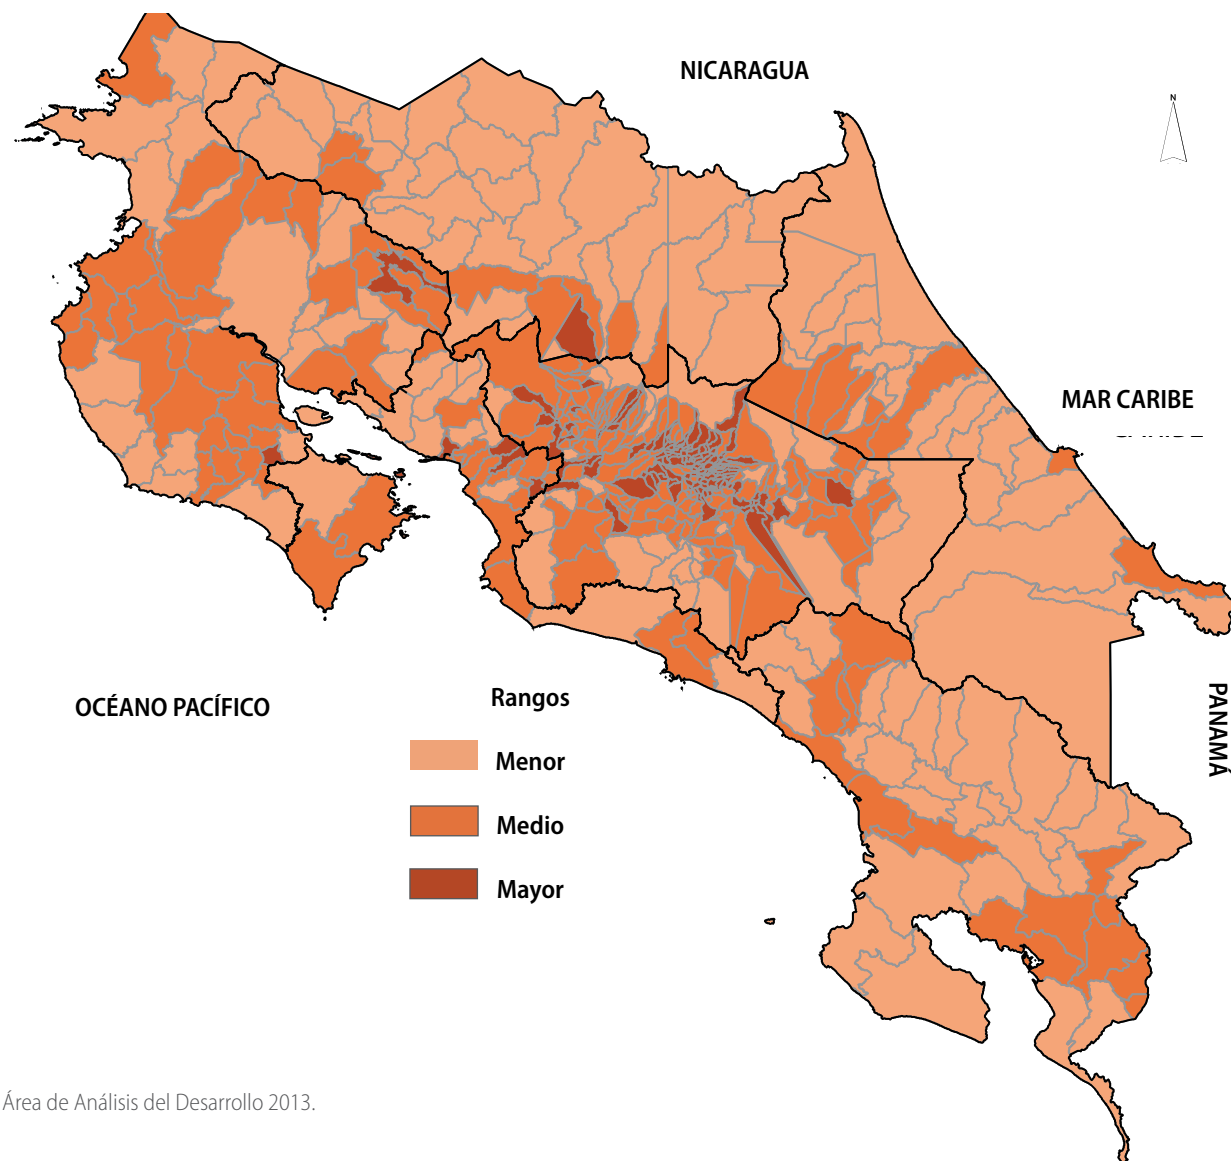 NICARAGUA
N
MAR CARIBE
OCÉANO PACÍFICO
PANAMÁ
Rangos
Menor
Medio
Mayor
Área de Análisis del Desarrollo 2013.